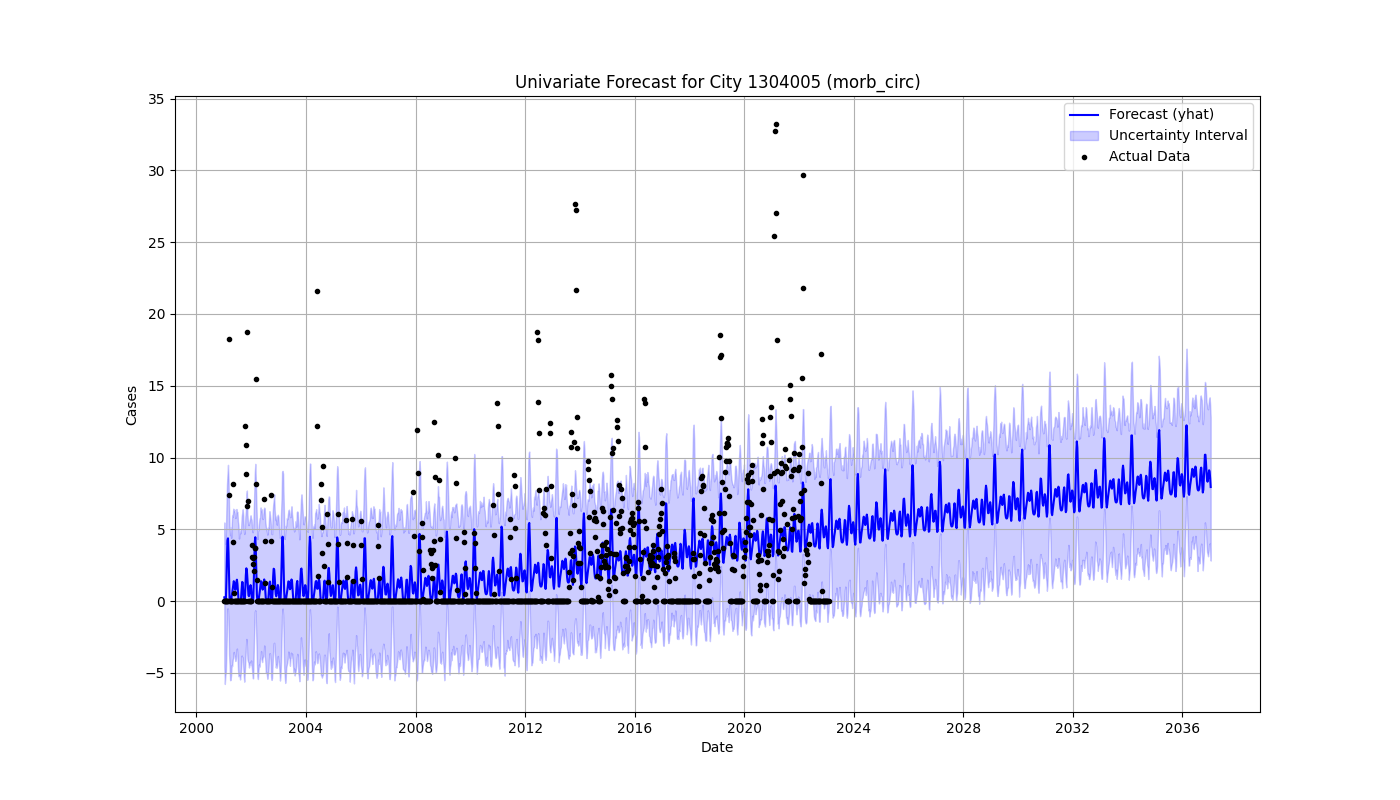 Univariate Forecast for City 1304005 (morb_circ)
35
30
25
20
15
10
5
0
−5
Cases
Forecast (yhat)
Uncertainty Interval
Actual Data
2000 2004 2008 2012 2016 2020 2024 2028 2032 2036
Date